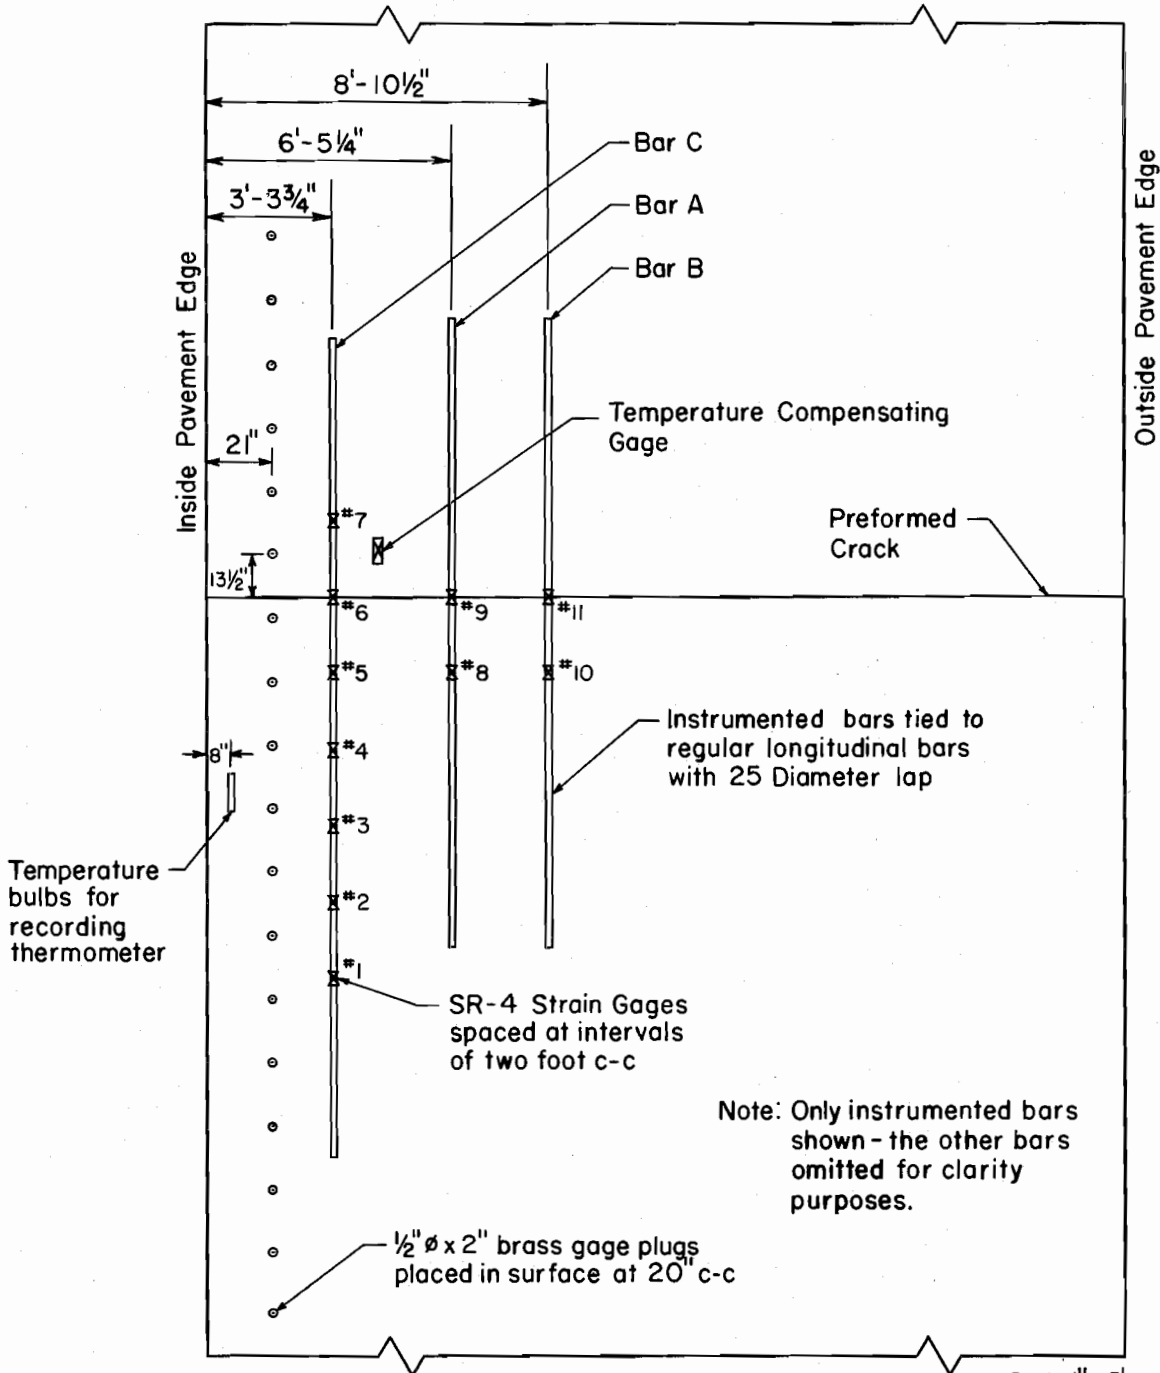 8'-10½"
6'-5¼"
3'-3¾"
Bar C
Bar A
Bar B
Inside Pavement Edge
Outside Pavement Edge
Temperature Compensating
Gage
21"
#7
Preformed
Crack
13½"
#6
#9
#11
#5
#8
#10
Instrumented bars tied to
regular longitudinal bars
with 25 Diameter lap
8"
#4
#3
Temperature
bulbs for
recording
thermometer
#2
#1
SR-4 Strain Gages
spaced at intervals
of two foot c-c
Note: Only instrumented bars
shown - the other bars
omitted for clarity
purposes.
½" ø x 2" brass gage plugs
placed in surface at 20" c-c